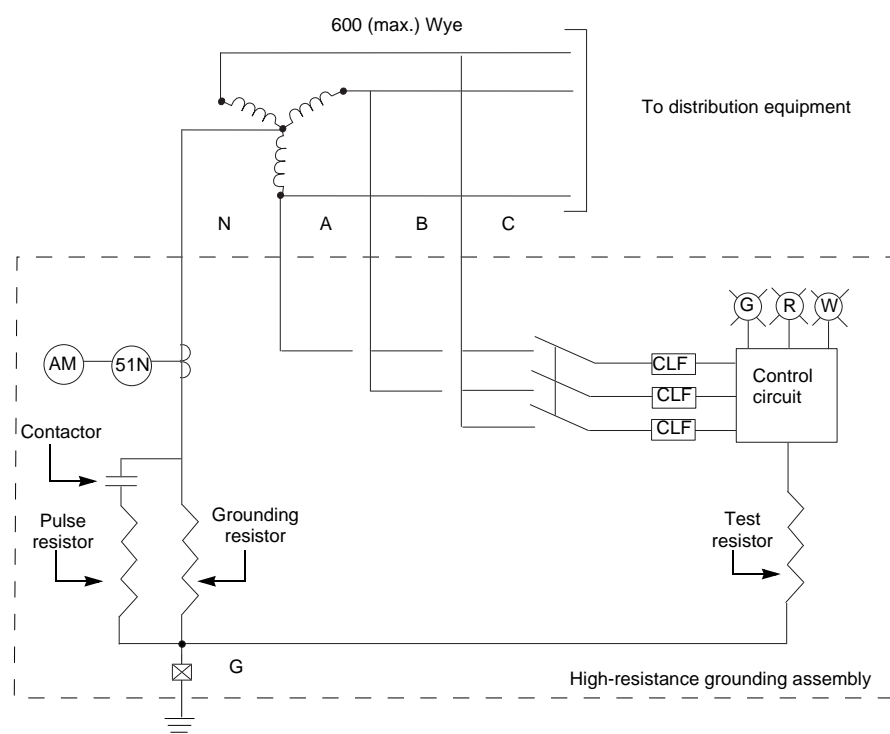 600 (max.) Wye
To distribution equipment
N
A
B
C
G
R
W
AM
51N
CLF
CLF
CLF
Control
circuit
Contactor
Pulse
resistor
Grounding
resistor
Test
resistor
G
High-resistance grounding assembly